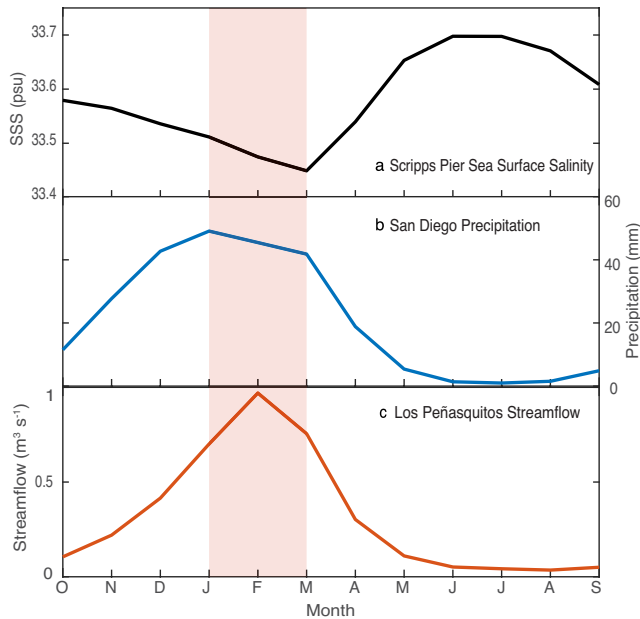 33.7
33.6
33.5
33.4
SSS (psu)
a Scripps Pier Sea Surface Salinity
60
40
20
0
Precipitation (mm)
b San Diego Precipitation
1
0.5
0
Streamflow (m³ s⁻¹)
c Los Peñasquitos Streamflow
O N D J F M A M J J A S
Month